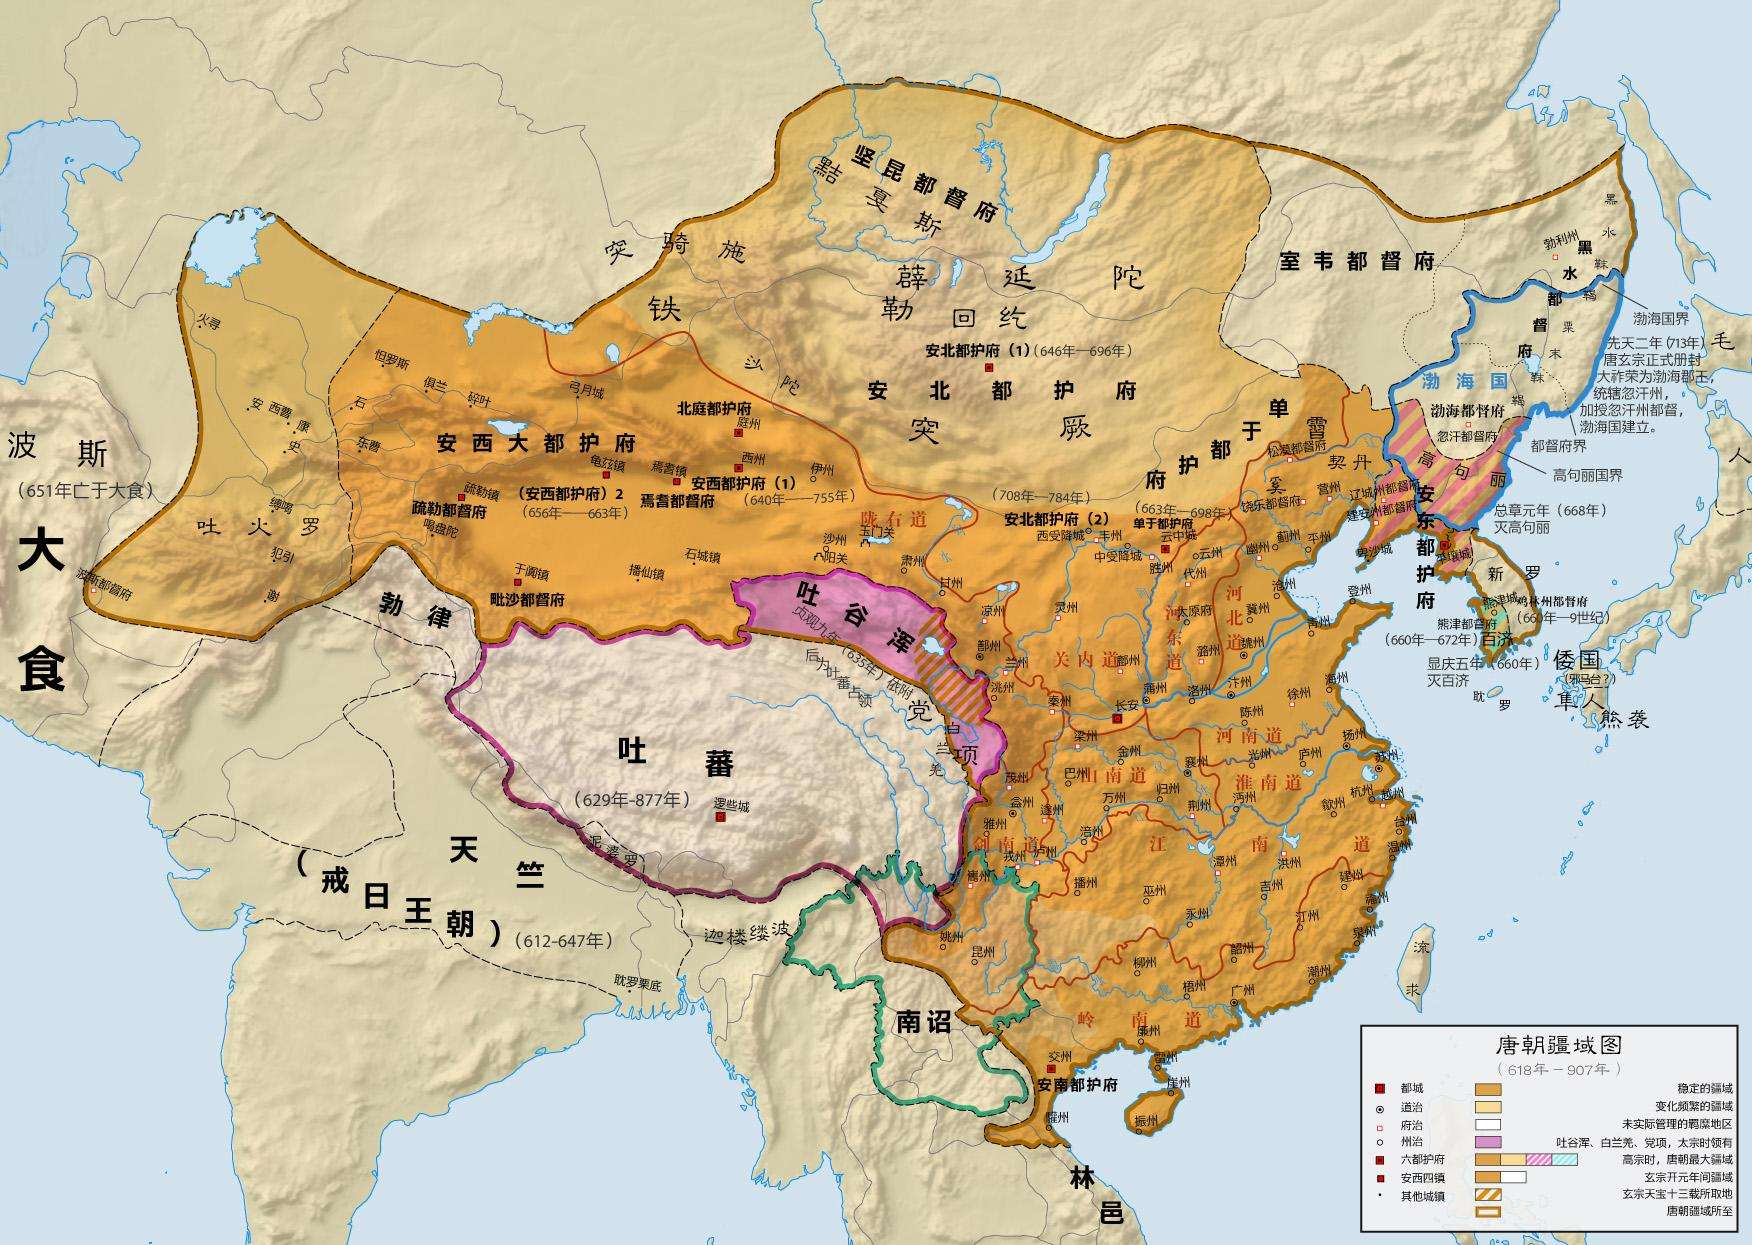 唐朝疆域图
（618年－907年）
都城
道治
府治
州治
六都护府
安西四镇
其他城镇
稳定的疆域
变化频繁的疆域
未实际管理的羁縻地区
吐谷浑、白兰羌、党项，太宗时领有
高宗时，唐朝最大疆域
玄宗开元年间疆域
玄宗天宝十三载所取地
唐朝疆域所至
坚昆都督府
黠戛斯
突骑施
薛延陀
铁勒
回纥
安北都护府（1）（646年—696年）
安北都护府
突厥
头陀
室韦都督府
黑水靺鞨
勃利州
黑水都督府
粟末靺鞨
渤海国界
先天二年（713年）
唐玄宗正式册封
大祚荣为渤海郡王，
统辖忽汗州，
加授忽汗州都督，
渤海国建立。
都督府界
高句丽国界
总章元年（668年）
灭高句丽
毛人
渤海国
渤海都督府
忽汗都督府
高句丽
安东都护府
辽城州都督府
建安州都督府
卑沙城
平壤城
新罗
鸡林州都督府
（660年—9世纪）
熊津城
熊津都督府
（660年—672年）
百济
显庆五年（660年）
灭百济
耽罗
倭国
（邪马台？）
隼人
熊袭
单于都护府
霫
契丹
奚
松漠都督府
饶乐都督府
营州
平州
蓟州
幽州
（708年—784年）
（663年—698年）
安北都护府（2）
单于都护府
西受降城
丰州
中受降城
云中城
云州
胜州
代州
火寻
怛罗斯
俱兰
碎叶
弓月城
石
安
西曹
康
史
东曹
北庭都护府
庭州
西州
伊州
安西大都护府
龟兹镇
焉耆镇
安西都护府（1）
（640年——755年）
（安西都护府）2
（656年——663年）
焉耆都督府
疏勒镇
疏勒都督府
喝盘陀
于阗镇
毗沙都督府
播仙镇
石城镇
沙州
阳关
玉门关
陇右道
肃州
甘州
凉州
鄯州
兰州
洮州
灵州
波斯
（651年亡于大食）
大食
吐火罗
缚喝
犯引
谢
波斯都督府
勃律
吐谷浑
贞观九年（635年）依附
后为吐蕃占领
党项
白兰羌
吐蕃
（629年-877年）
逻些城
泥婆罗
天竺
（戒日王朝）
（612-647年）
迦楼缕波
耽罗栗底
南诏
关内道
河东道
河北道
太原府
沧州
冀州
魏州
潞州
鄜州
登州
青州
蒲州
洛州
汴州
徐州
海州
秦州
长安
陈州
河南道
梁州
金州
襄州
光州
庐州
扬州
苏州
山南道
淮南道
巴州
万州
归州
荆州
沔州
歙州
杭州
越州
台州
温州
茂州
益州
遂州
雅州
涪州
剑南道
戎州
泸州
巂州
江南道
潭州
洪州
播州
巫州
吉州
建州
福州
永州
汀州
泉州
姚州
昆州
柳州
韶州
潮州
梧州
广州
岭南道
廉州
交州
安南都护府
雷州
崖州
振州
驩州
林邑
流求